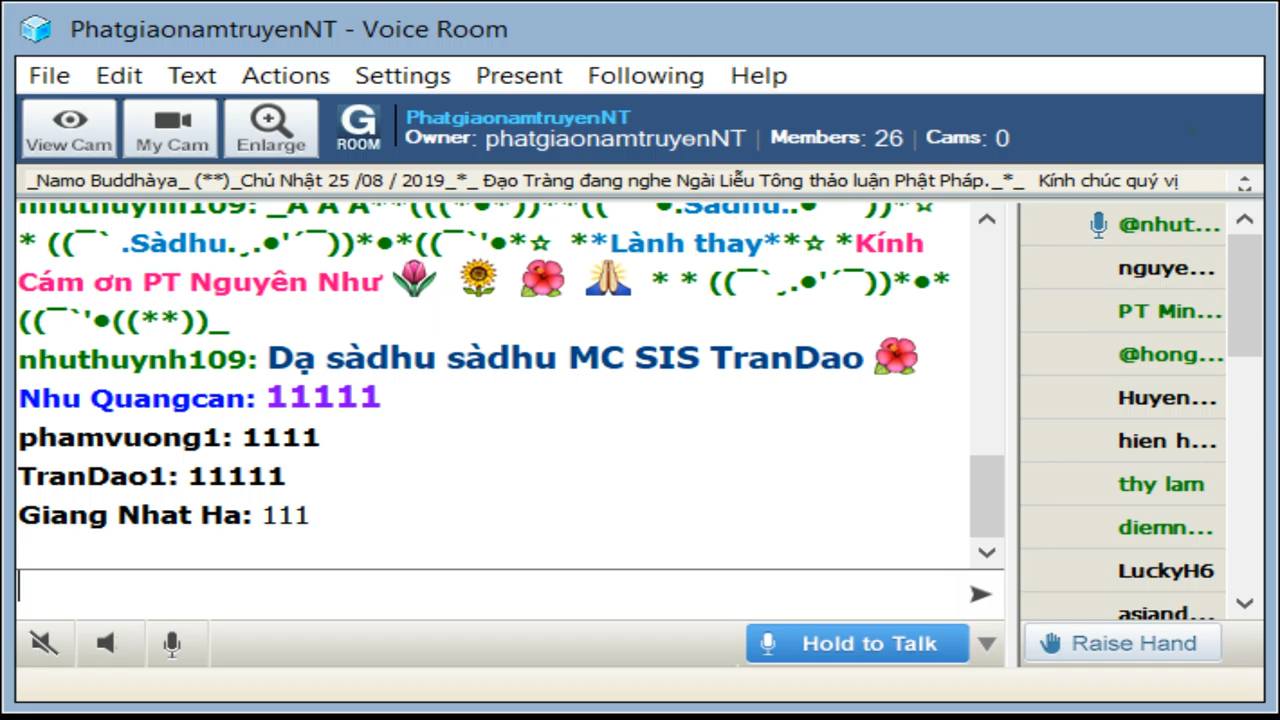 PhatgiaonamtruyenNT - Voice Room
File Edit Text Actions Settings Present Following Help
View Cam My Cam Enlarge G ROOM
PhatgiaonamtruyenNT
Owner: phatgiaonamtruyenNT | Members: 26 | Cams: 0
_Namo Buddhàya_ (**)_Chủ Nhật 25 /08 / 2019_*_ Đạo Tràng đang nghe Ngài Liễu Tông thảo luận Phật Pháp._*_ Kính chúc quý vị
nhuthuynh109: _A A A**(((*●*))**((¯ ●.Sàdhu..● ¯))*☆
* ((¯` .Sàdhu.¸.●'´¯))*●*((¯`'●*☆ **Lành thay**☆ *Kính
Cám ơn PT Nguyên Như 🌷 🌻 🌺 🙏 * * ((¯`¸.●'´¯))*●*
((¯`'●((**))_
nhuthuynh109: Dạ sàdhu sàdhu MC SIS TranDao 🌺
Nhu Quangcan: 11111
phamvuong1: 1111
TranDao1: 11111
Giang Nhat Ha: 111
@nhut...
nguye...
PT Min...
@hong...
Huyen...
hien h...
thy lam
diemn...
LuckyH6
asiand...
Hold to Talk
Raise Hand